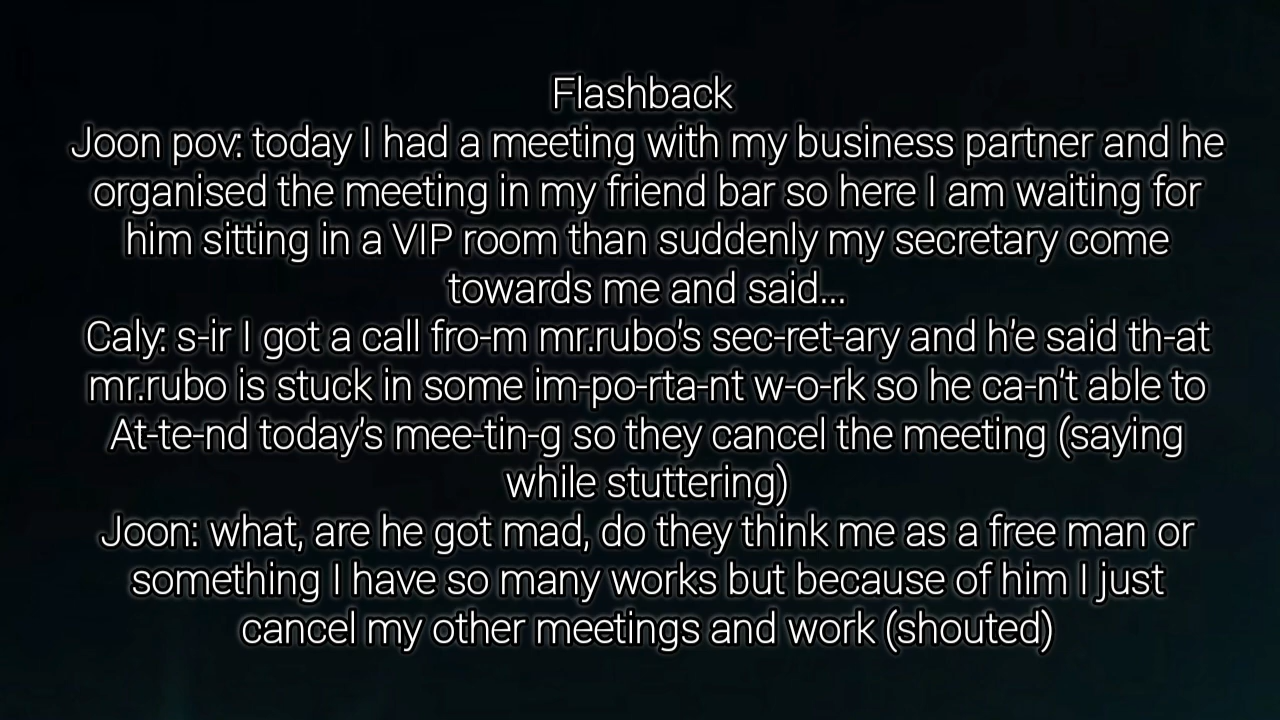 Flashback
Joon pov: today I had a meeting with my business partner and he
organised the meeting in my friend bar so here I am waiting for
him sitting in a VIP room than suddenly my secretary come
towards me and said...
Caly: s-ir I got a call fro-m mr.rubo's sec-ret-ary and h'e said th-at
mr.rubo is stuck in some im-po-rta-nt w-o-rk so he ca-n't able to
At-te-nd today's mee-tin-g so they cancel the meeting (saying
while stuttering)
Joon: what, are he got mad, do they think me as a free man or
something I have so many works but because of him I just
cancel my other meetings and work (shouted)